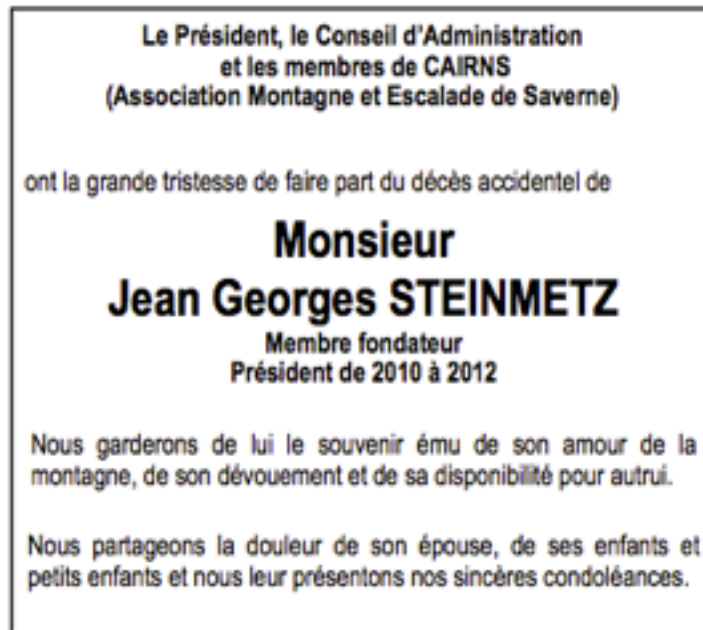 Le Président, le Conseil d'Administration
et les membres de CAIRNS
(Association Montagne et Escalade de Saverne)
ont la grande tristesse de faire part du décès accidentel de
Monsieur
Jean Georges STEINMETZ
Membre fondateur
Président de 2010 à 2012
Nous garderons de lui le souvenir ému de son amour de la
montagne, de son dévouement et de sa disponibilité pour autrui.
Nous partageons la douleur de son épouse, de ses enfants et
petits enfants et nous leur présentons nos sincères condoléances.